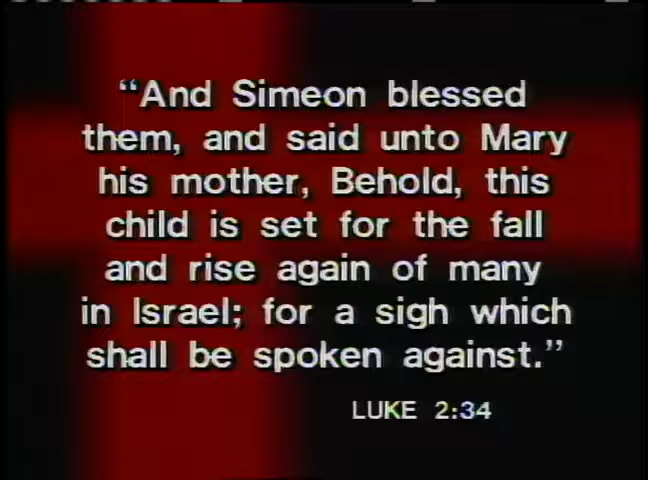 “And Simeon blessed
them, and said unto Mary
his mother, Behold, this
child is set for the fall
and rise again of many
in Israel; for a sigh which
shall be spoken against.”
LUKE 2:34